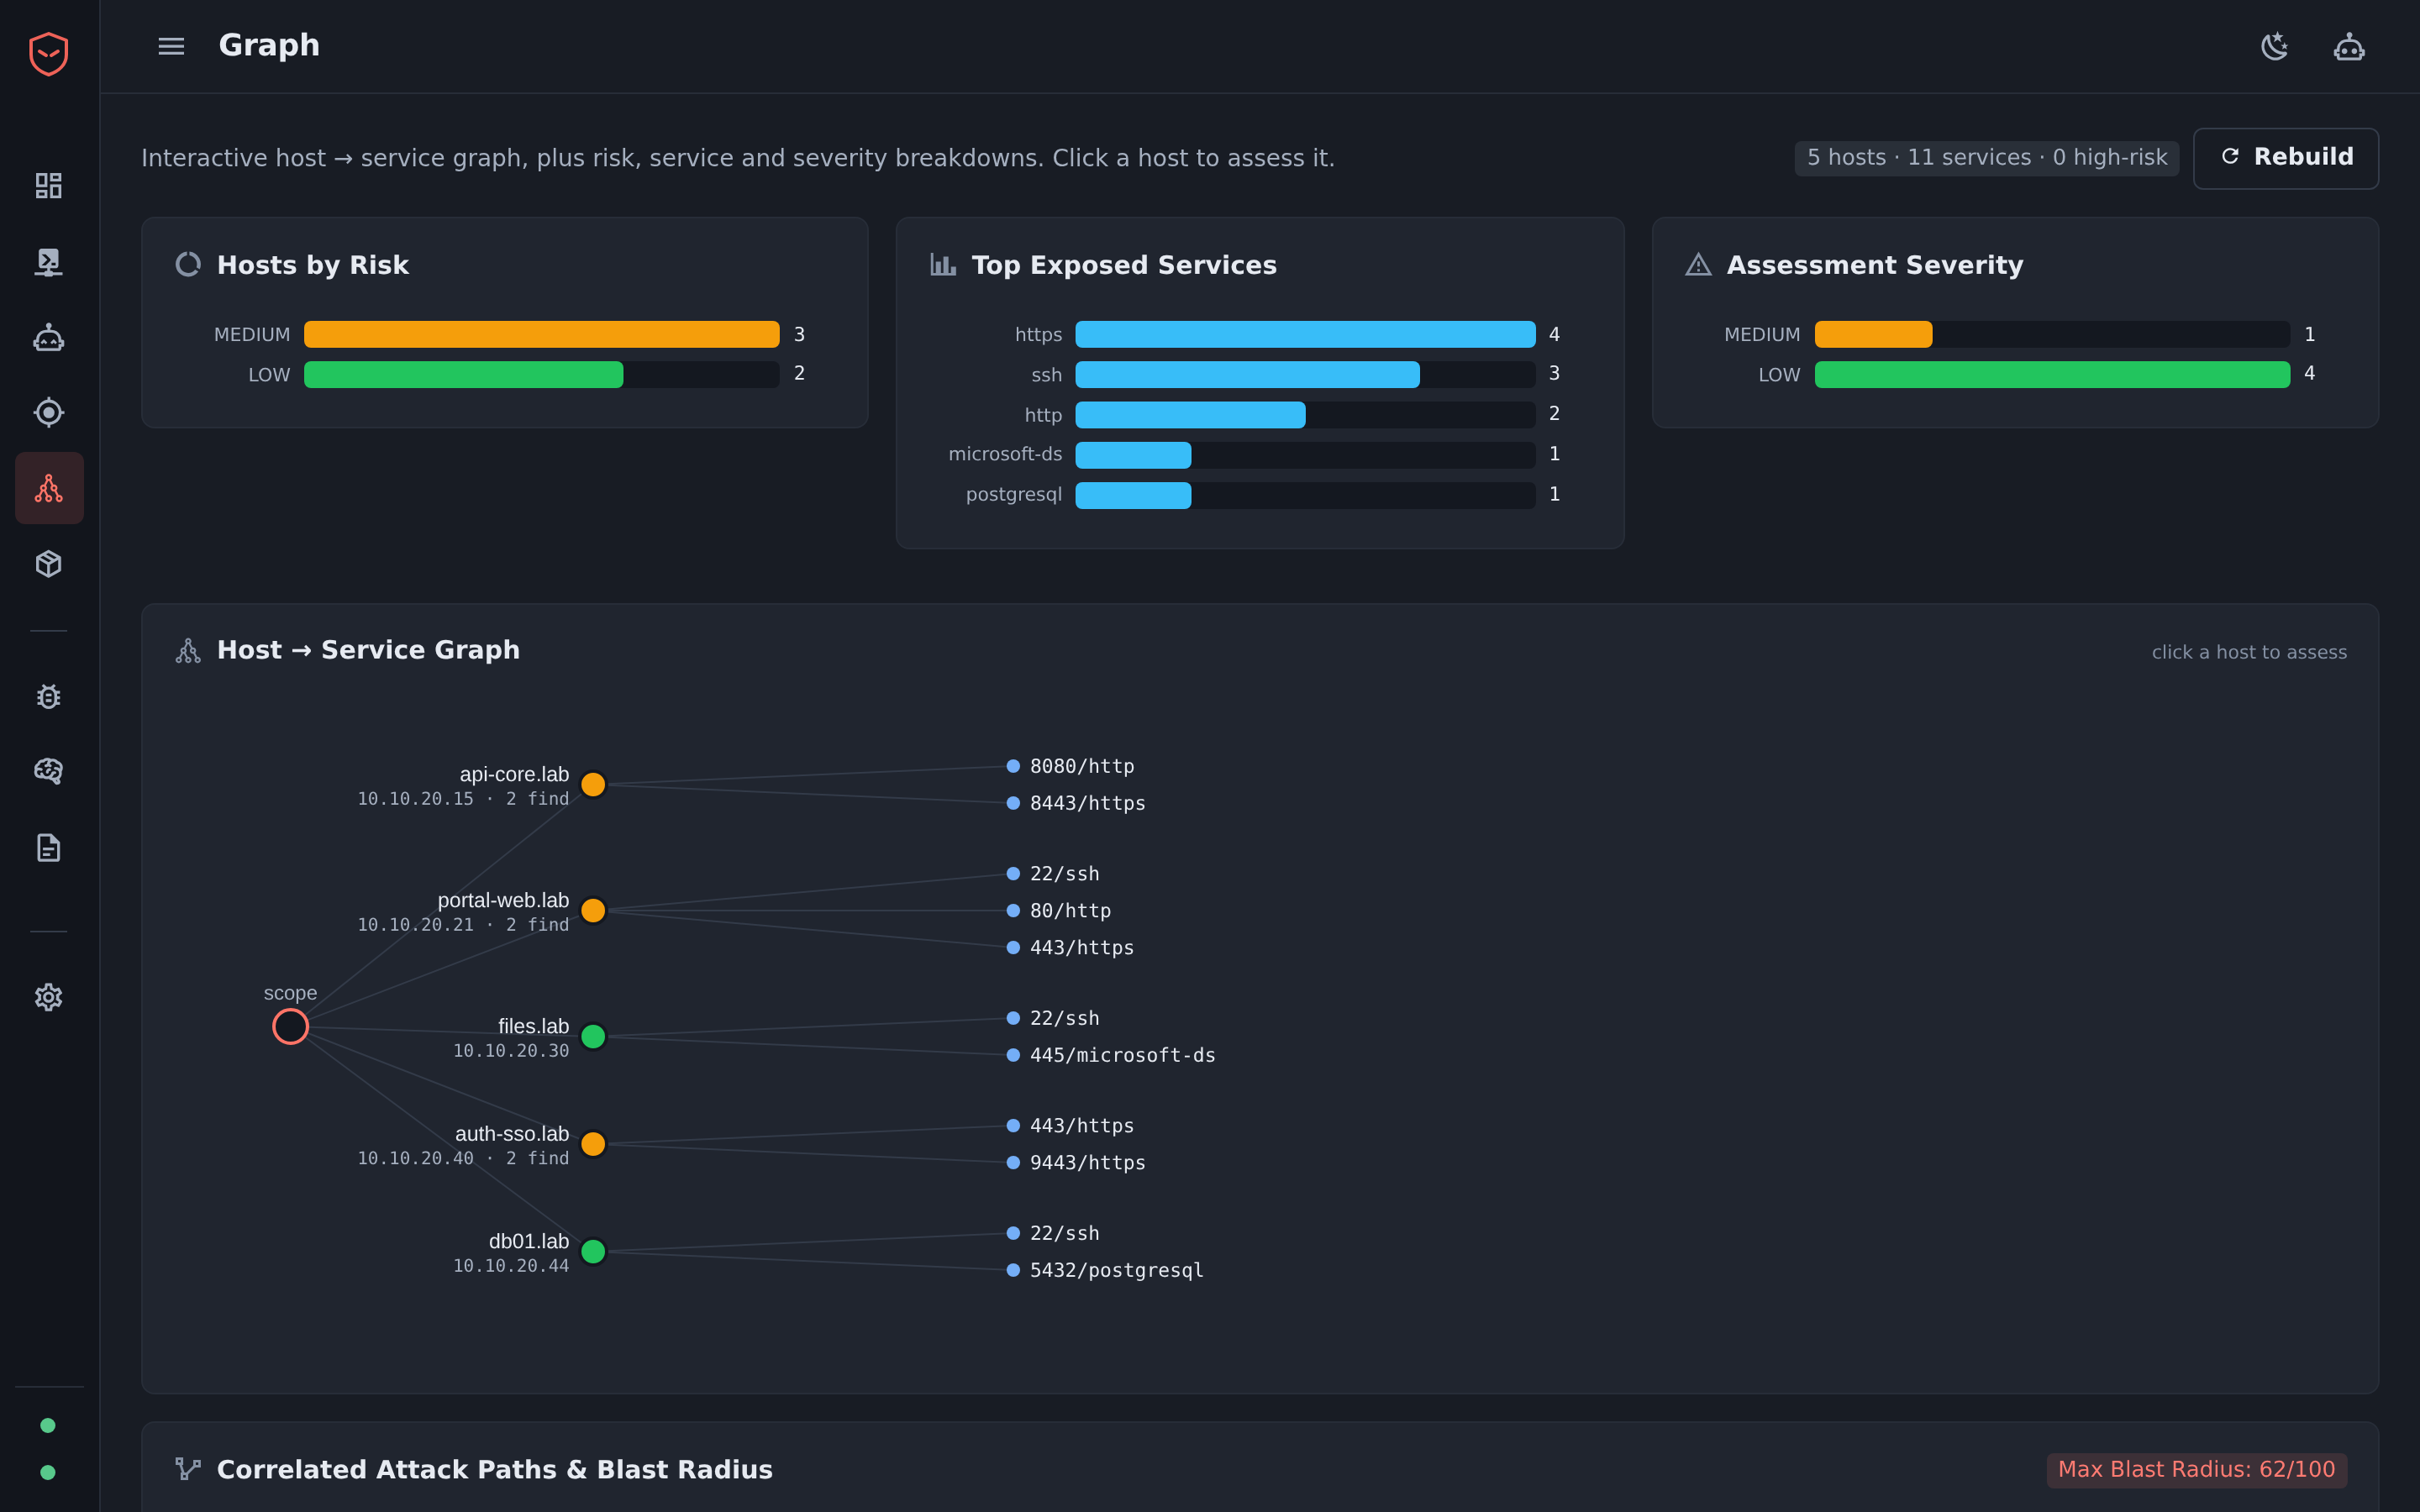 Graph
Interactive host → service graph, plus risk, service and severity breakdowns. Click a host to assess it.
5 hosts · 11 services · 0 high-risk
Rebuild
Hosts by Risk
MEDIUM 3
LOW 2
Top Exposed Services
https 4
ssh 3
http 2
microsoft-ds 1
postgresql 1
Assessment Severity
MEDIUM 1
LOW 4
Host → Service Graph
click a host to assess
scope
api-core.lab
10.10.20.15 · 2 find
8080/http
8443/https
portal-web.lab
10.10.20.21 · 2 find
22/ssh
80/http
443/https
files.lab
10.10.20.30
22/ssh
445/microsoft-ds
auth-sso.lab
10.10.20.40 · 2 find
443/https
9443/https
db01.lab
10.10.20.44
22/ssh
5432/postgresql
Correlated Attack Paths & Blast Radius
Max Blast Radius: 62/100